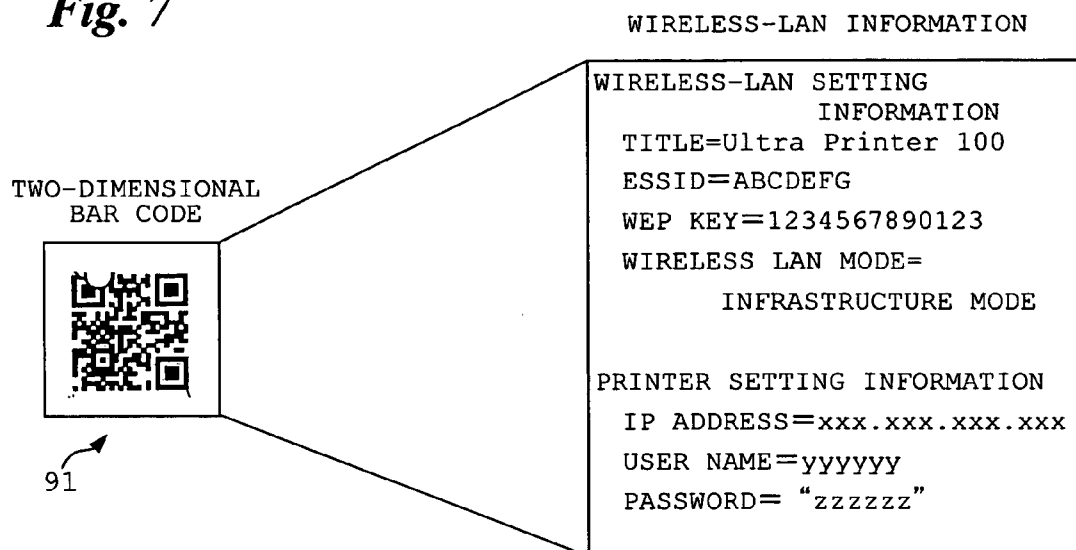 Fig. 7
WIRELESS-LAN INFORMATION
TWO-DIMENSIONAL
BAR CODE
91
WIRELESS-LAN SETTING
INFORMATION
TITLE=Ultra Printer 100
ESSID=ABCDEFG
WEP KEY=1234567890123
WIRELESS LAN MODE=
INFRASTRUCTURE MODE
PRINTER SETTING INFORMATION
IP ADDRESS=xxx.xxx.xxx.xxx
USER NAME=yyyyyy
PASSWORD= “zzzzzz”